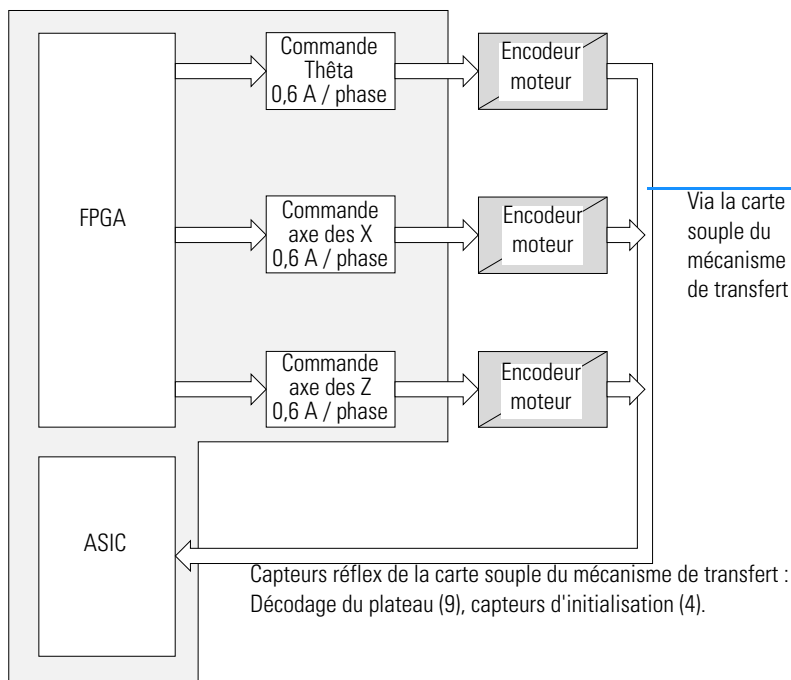 Commande
Thêta
0,6 A / phase
Encodeur
moteur
FPGA
Commande
axe des X
0,6 A / phase
Encodeur
moteur
Via la carte
souple du
mécanisme
de transfert
Commande
axe des Z
0,6 A / phase
Encodeur
moteur
ASIC
Capteurs réflex de la carte souple du mécanisme de transfert :
Décodage du plateau (9), capteurs d'initialisation (4).